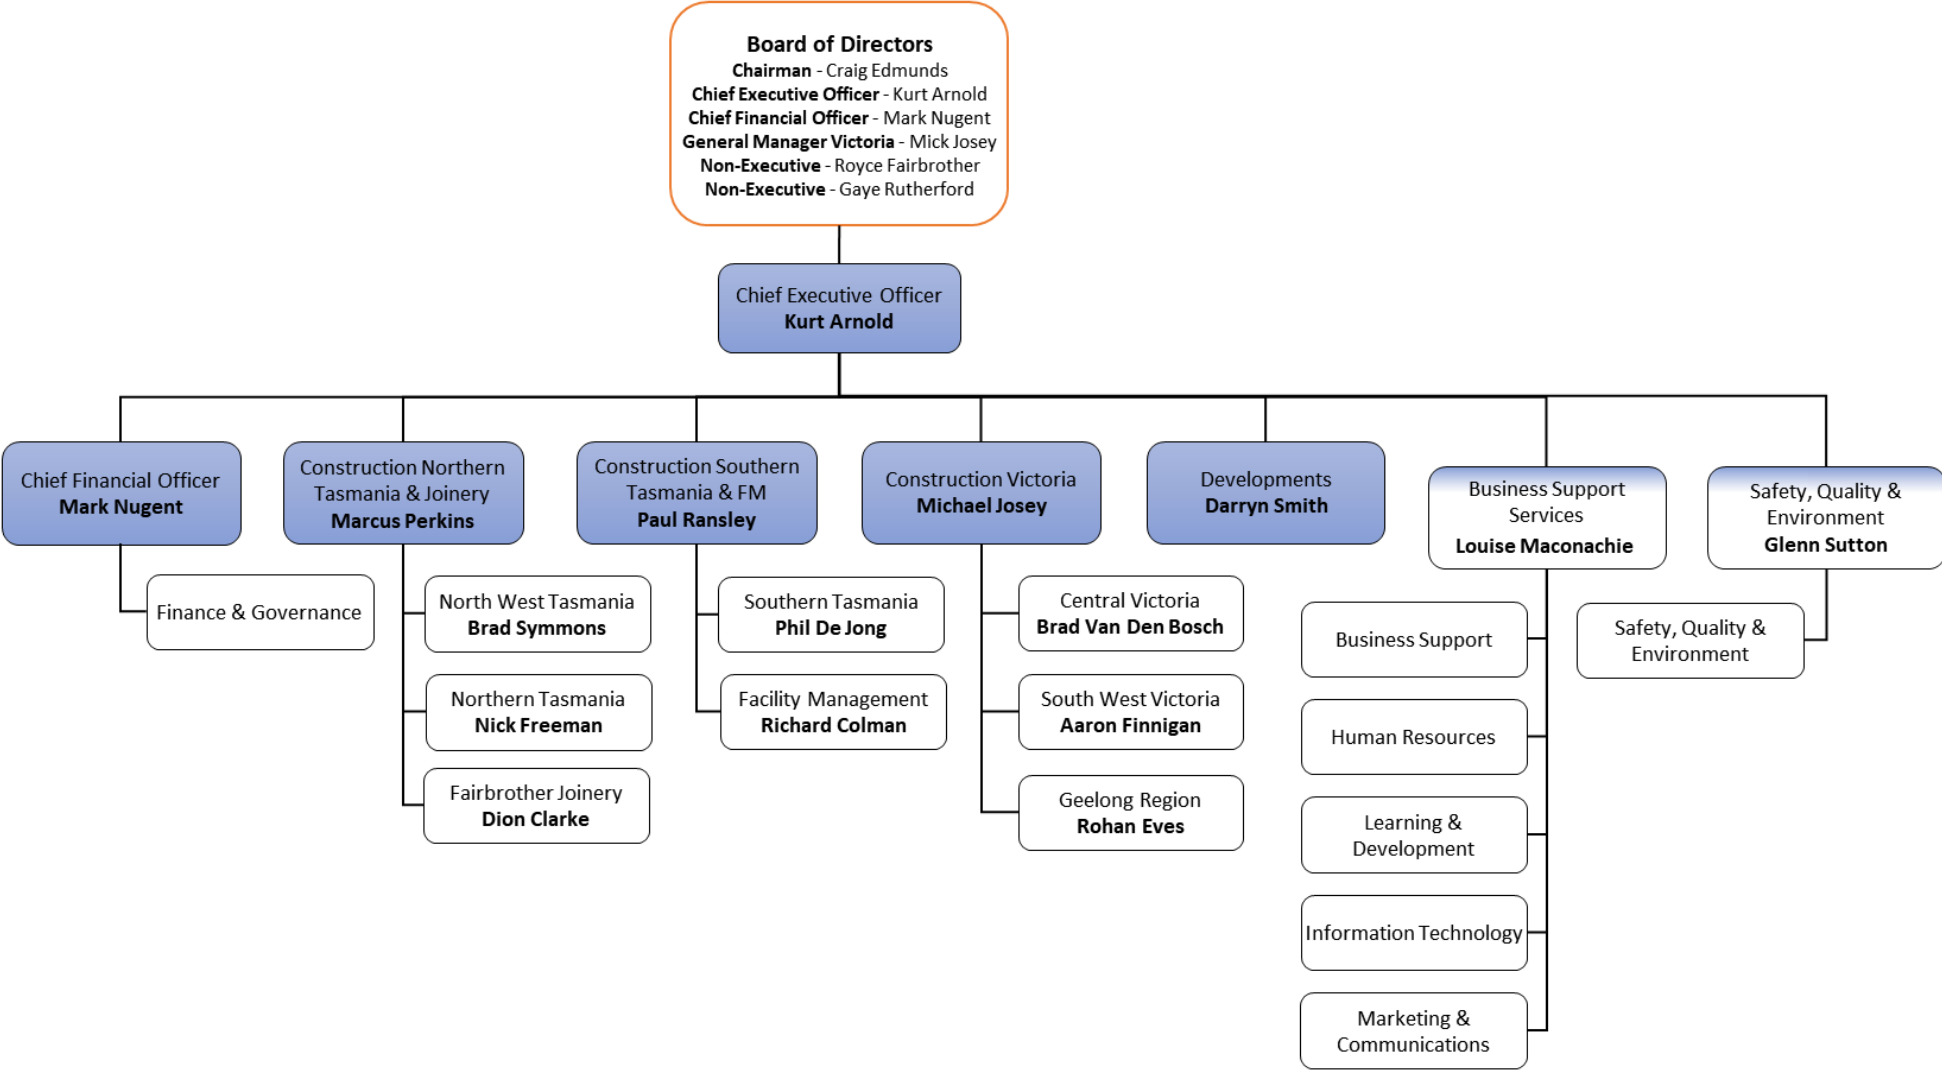 Board of Directors
Chairman - Craig Edmunds
Chief Executive Officer - Kurt Arnold
Chief Financial Officer - Mark Nugent
General Manager Victoria - Mick Josey
Non-Executive - Royce Fairbrother
Non-Executive - Gaye Rutherford
Chief Executive Officer
Kurt Arnold
Chief Financial Officer
Mark Nugent
Finance & Governance
Construction Northern
Tasmania & Joinery
Marcus Perkins
North West Tasmania
Brad Symmons
Northern Tasmania
Nick Freeman
Fairbrother Joinery
Dion Clarke
Construction Southern
Tasmania & FM
Paul Ransley
Southern Tasmania
Phil De Jong
Facility Management
Richard Colman
Construction Victoria
Michael Josey
Central Victoria
Brad Van Den Bosch
South West Victoria
Aaron Finnigan
Geelong Region
Rohan Eves
Developments
Darryn Smith
Business Support
Services
Louise Maconachie
Business Support
Human Resources
Learning &
Development
Information Technology
Marketing &
Communications
Safety, Quality &
Environment
Glenn Sutton
Safety, Quality &
Environment